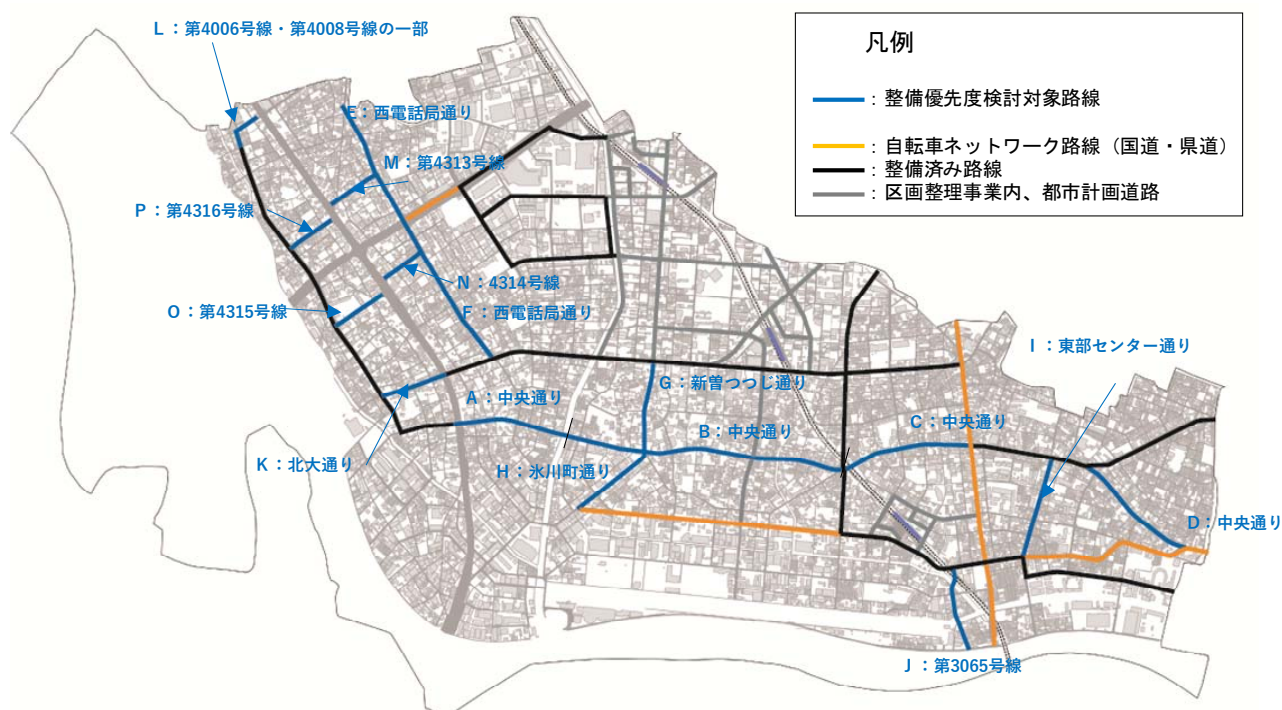 L：第4006号線・第4008号線の一部
凡例
：整備優先度検討対象路線
：自転車ネットワーク路線（国道・県道）
：整備済み路線
：区画整理事業内、都市計画道路
E：西電話局通り
M：第4313号線
P：第4316号線
N：4314号線
O：第4315号線
F：西電話局通り
I：東部センター通り
G：新曽つつじ通り
A：中央通り
B：中央通り
C：中央通り
K：北大通り
H：氷川町通り
D：中央通り
J：第3065号線